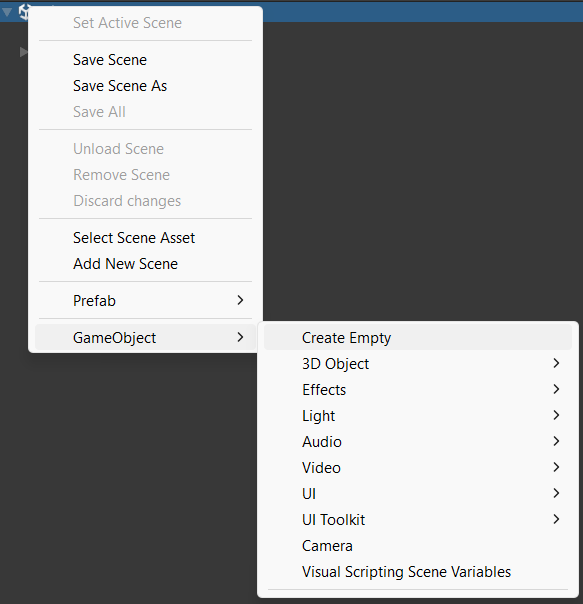 Set Active Scene
Save Scene
Save Scene As
Save All
Unload Scene
Remove Scene
Discard changes
Select Scene Asset
Add New Scene
Prefab
GameObject
Create Empty
3D Object
Effects
Light
Audio
Video
UI
UI Toolkit
Camera
Visual Scripting Scene Variables